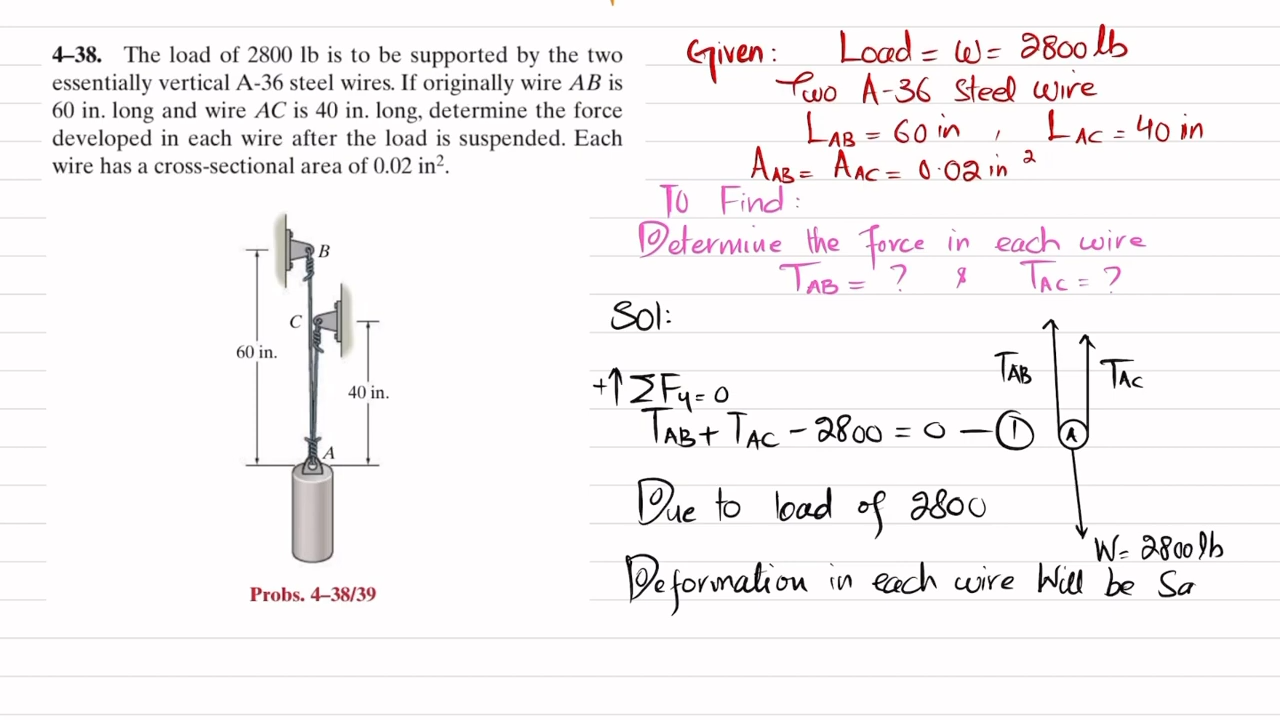 4–38. The load of 2800 lb is to be supported by the two
essentially vertical A-36 steel wires. If originally wire AB is
60 in. long and wire AC is 40 in. long, determine the force
developed in each wire after the load is suspended. Each
wire has a cross-sectional area of 0.02 in².
B
C
60 in.
40 in.
A
Probs. 4–38/39
Given: Load = W = 2800 lb
Two A-36 Steel wire
L_AB = 60 in , L_AC = 40 in
A_AB = A_AC = 0.02 in²
To Find:
Determine the force in each wire
T_AB = ? & T_AC = ?
Sol:
+↑ ΣFy = 0
T_AB + T_AC - 2800 = 0 — ①
T_AB
T_AC
A
W = 2800 lb
Due to load of 2800
Deformation in each wire Will be Sa